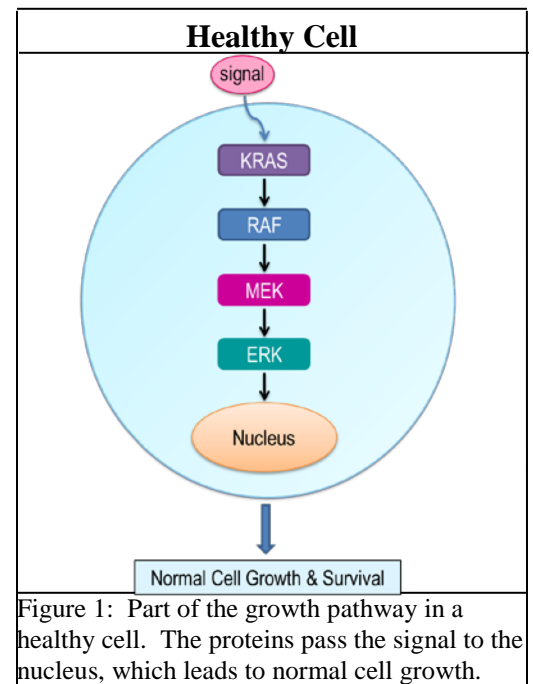 Healthy Cell
signal
KRAS
RAF
MEK
ERK
Nucleus
Normal Cell Growth & Survival
Figure 1: Part of the growth pathway in a
healthy cell. The proteins pass the signal to the
nucleus, which leads to normal cell growth.